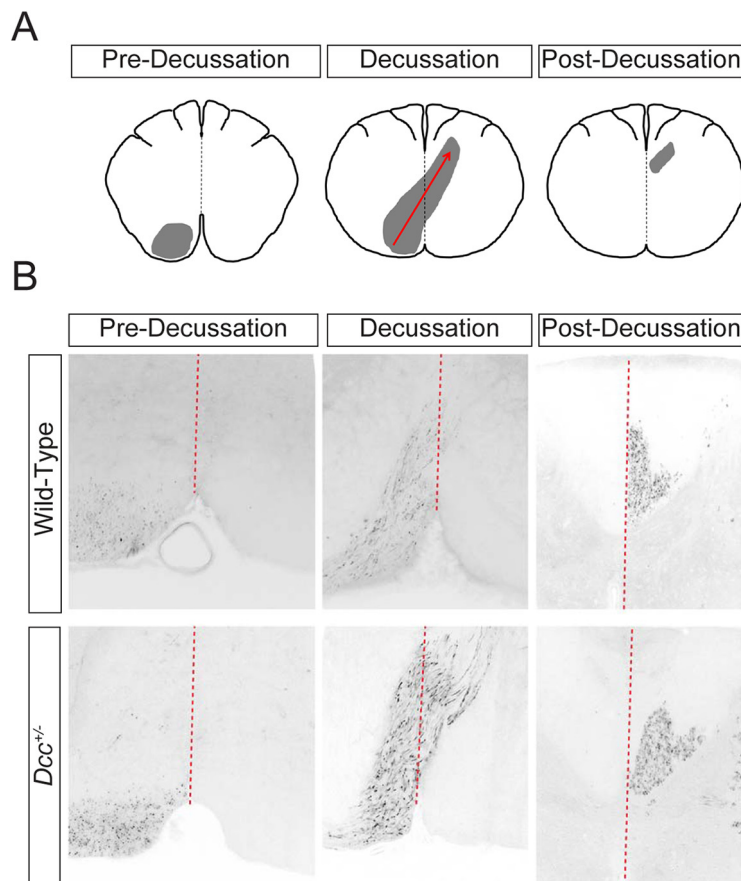 A
Pre-Decussation
Decussation
Post-Decussation
B
Pre-Decussation
Decussation
Post-Decussation
Wild-Type
Dcc+/-